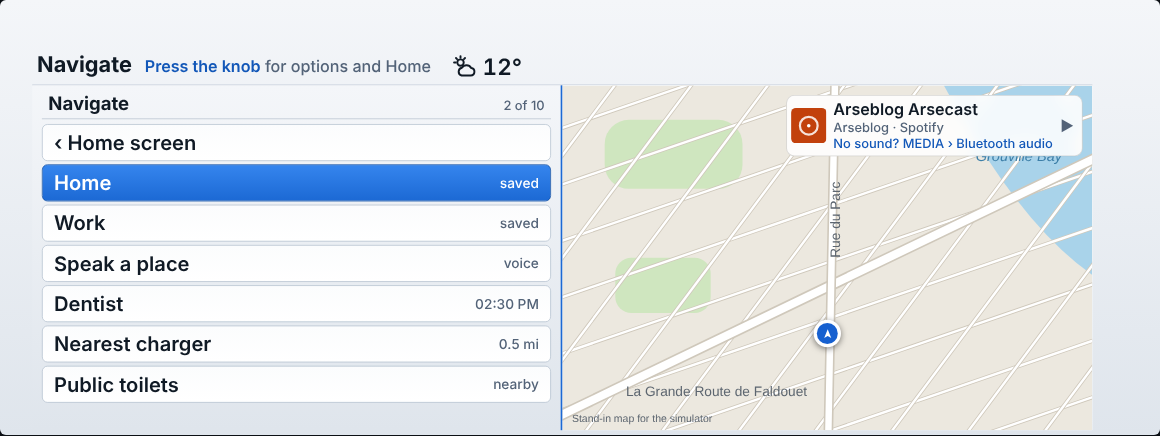 Navigate Press the knob for options and Home 12°
Navigate 2 of 10
‹ Home screen
Home saved
Work saved
Speak a place voice
Dentist 02:30 PM
Nearest charger 0.5 mi
Public toilets nearby
Arseblog Arsecast
Arseblog · Spotify
No sound? MEDIA › Bluetooth audio
Grouville Bay
Rue du Parc
La Grande Route de Faldouet
Stand-in map for the simulator